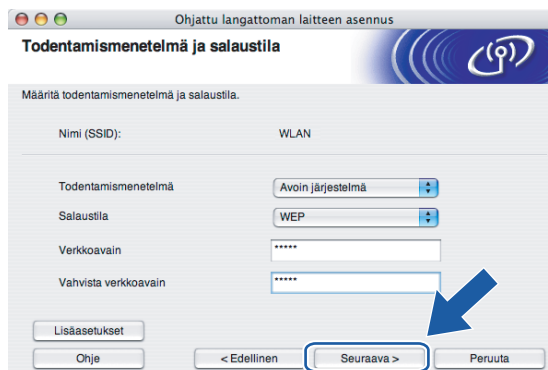 Ohjattu langattoman laitteen asennus
Todentamismenetelmä ja salaustila
Määritä todentamismenetelmä ja salaustila.
Nimi (SSID): WLAN
Todentamismenetelmä Avoin järjestelmä
Salaustila WEP
Verkkoavain *****
Vahvista verkkoavain *****
Lisäasetukset
Ohje < Edellinen Seuraava > Peruuta